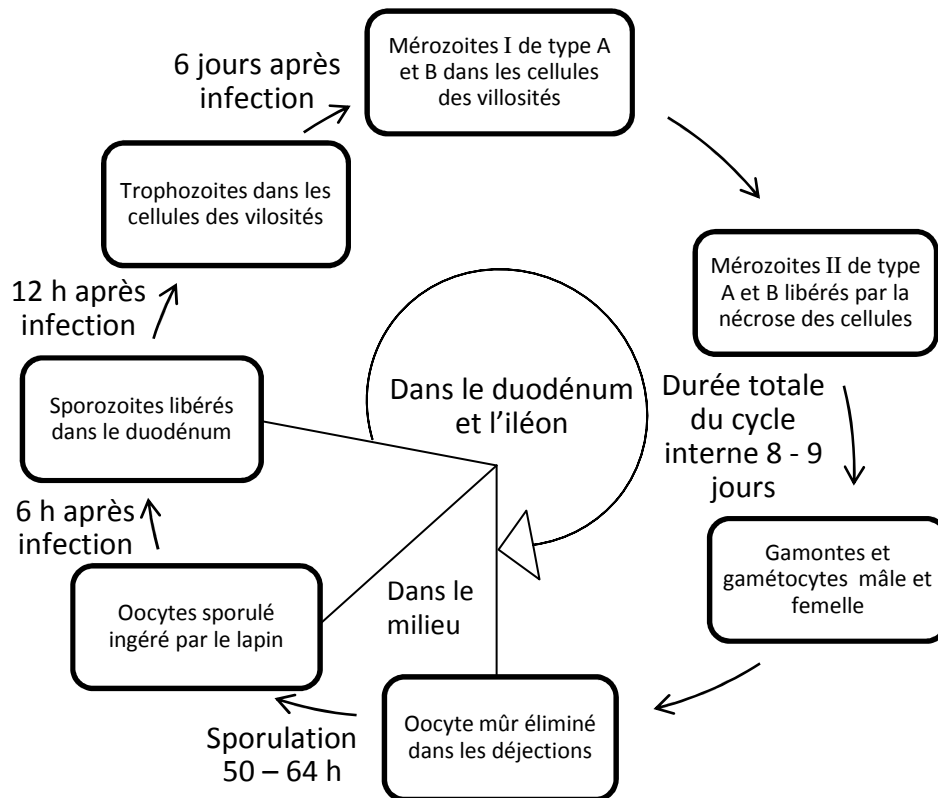 Mérozoites I de type A
et B dans les cellules
des villosités
6 jours après
infection
Trophozoites dans les
cellules des vilosités
Mérozoites II de type
A et B libérés par la
nécrose des cellules
12 h après
infection
Sporozoites libérés
dans le duodénum
Dans le duodénum
et l’iléon
Durée totale
du cycle
interne 8 - 9
jours
6 h après
infection
Gamontes et
gamétocytes mâle et
femelle
Oocytes sporulé
ingéré par le lapin
Dans le
milieu
Oocyte mûr éliminé
dans les déjections
Sporulation
50 – 64 h